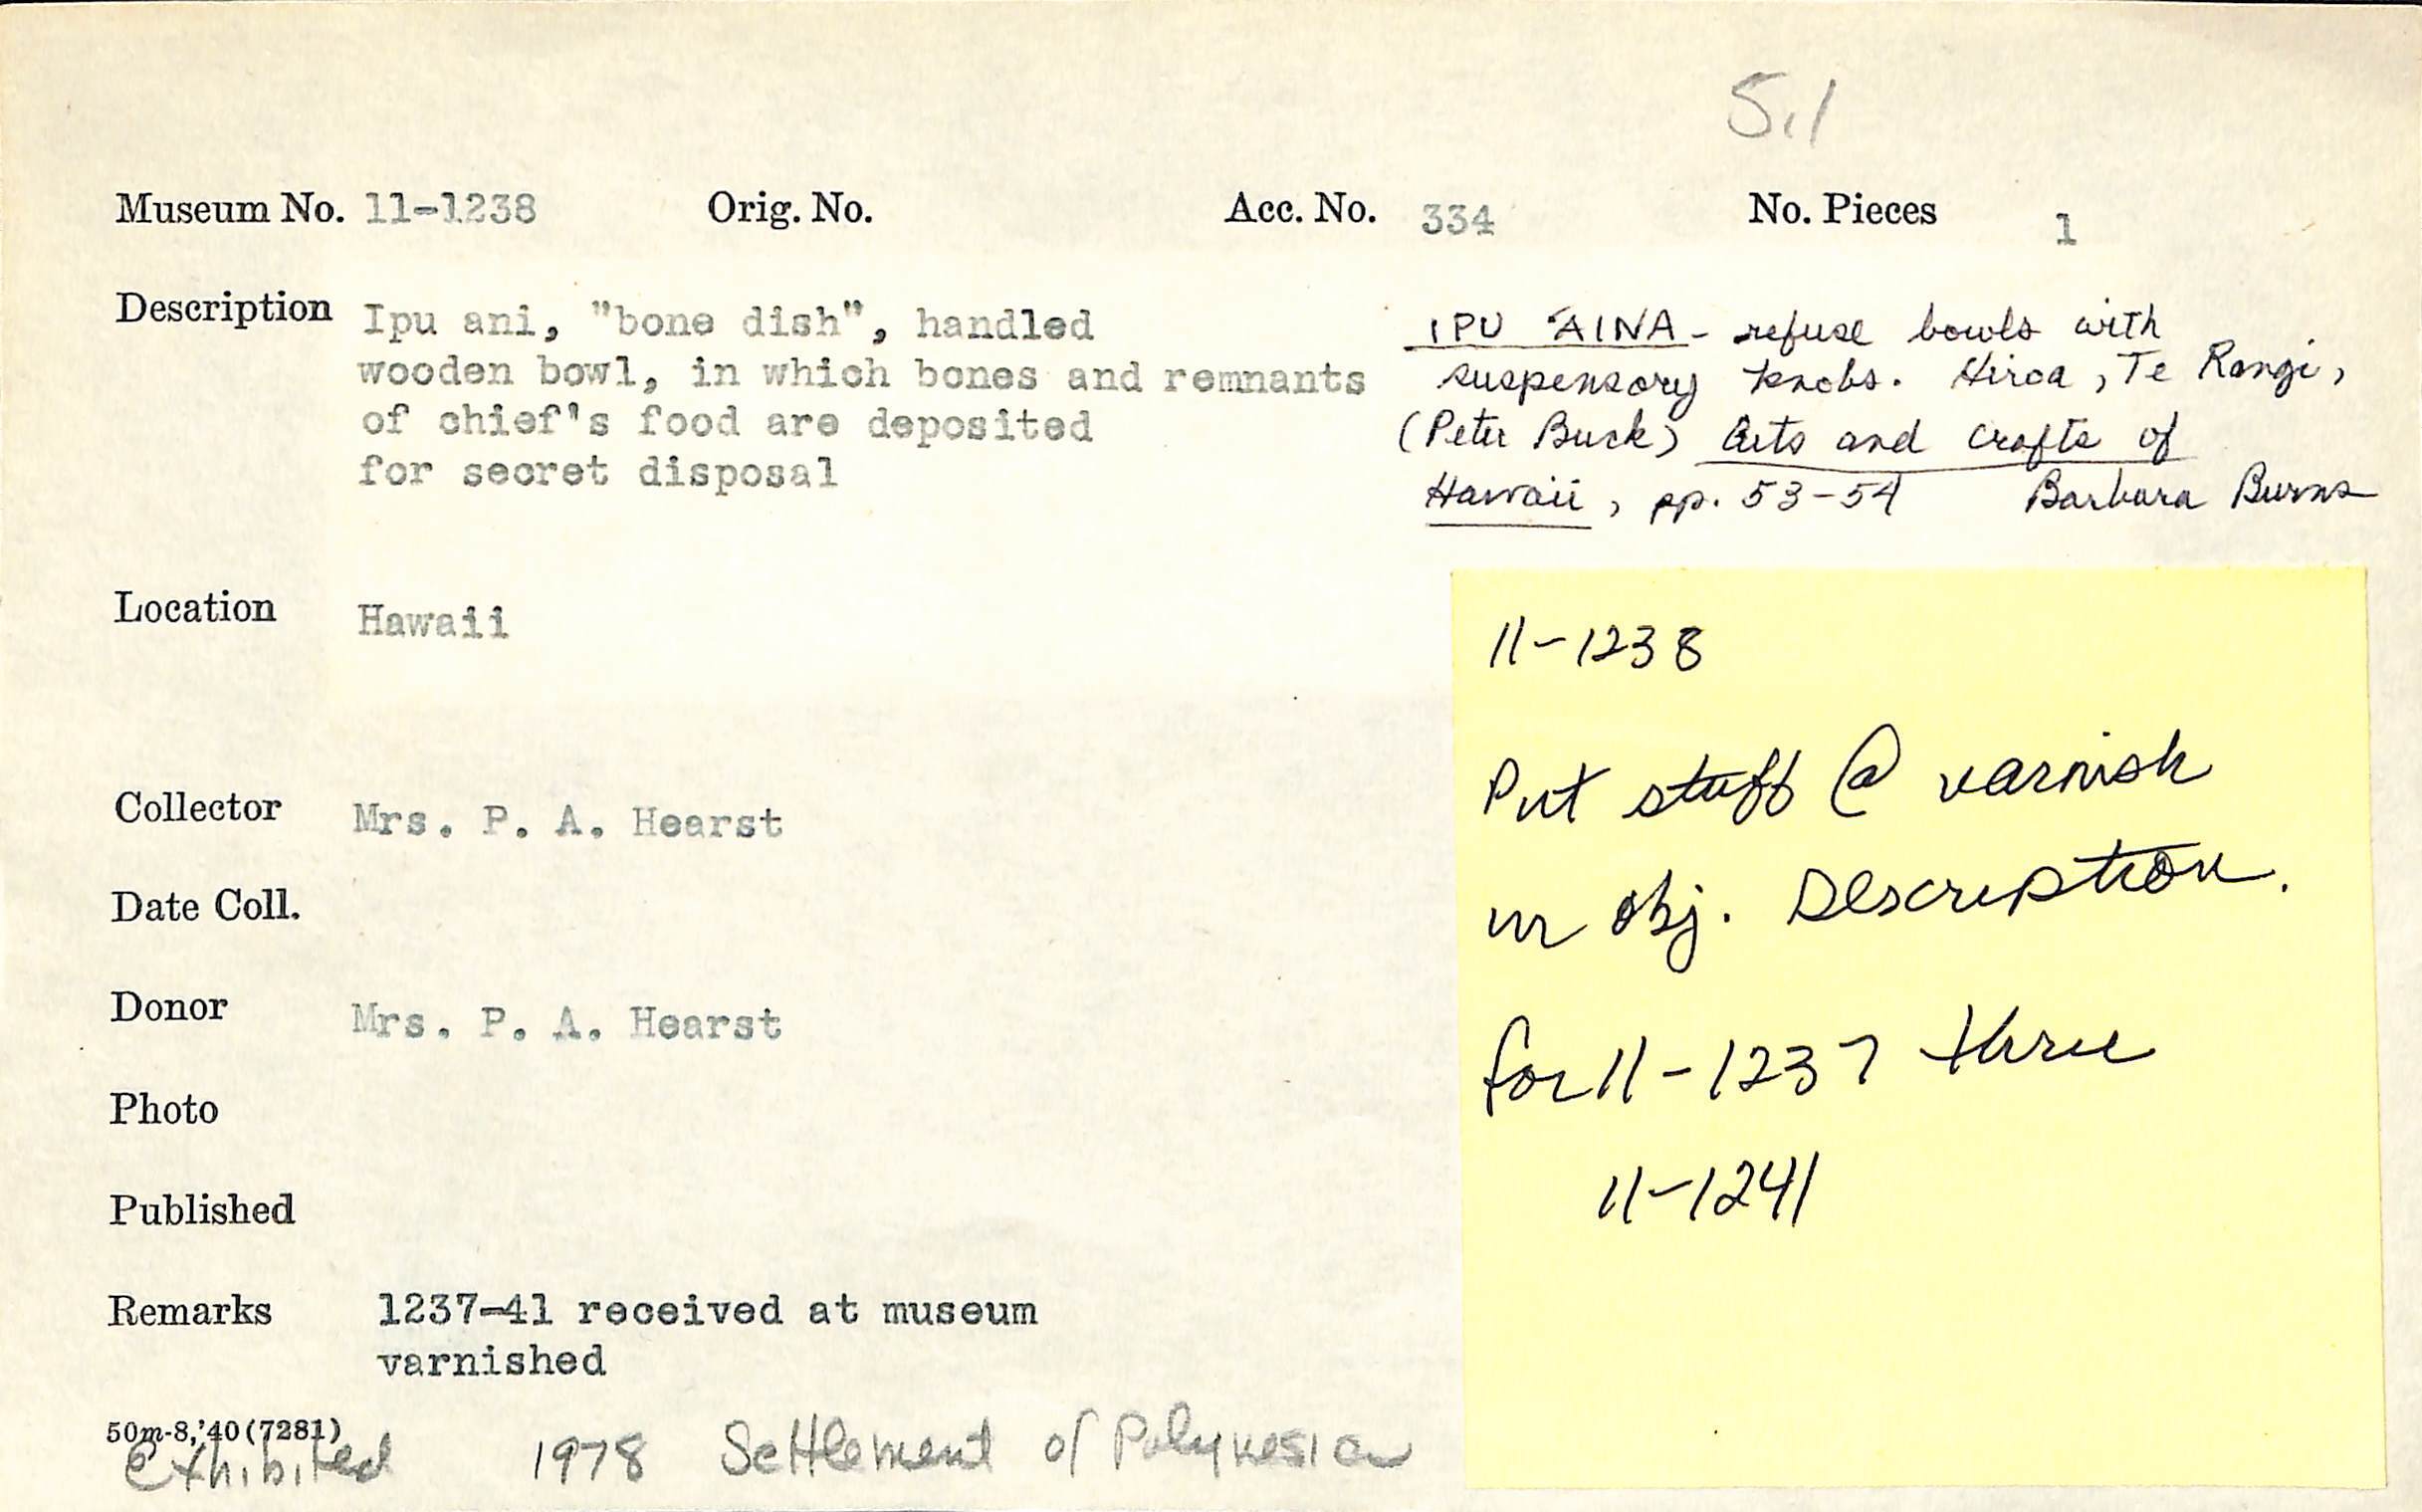 5.1
Museum No. 11-1238 Orig. No. Acc. No. 334 No. Pieces 1
Description Ipu ani, "bone dish", handled
wooden bowl, in which bones and remnants
of chief's food are deposited
for secret disposal
IPU 'AINA - refuse bowls with
suspensory knobs. Hiroa, Te Rangi,
(Peter Buck) Arts and Crafts of
Hawaii, pp. 53-54 Barbara Burns
Location Hawaii
Collector Mrs. P. A. Hearst
Date Coll.
Donor Mrs. P. A. Hearst
Photo
Published
Remarks 1237-41 received at museum
varnished
50m-8,'40(7281)
Exhibited 1978 Settlement of Polynesia
11-1238
Put stuff @ varnish
in obj. Description.
for 11-1237 thru
11-1241